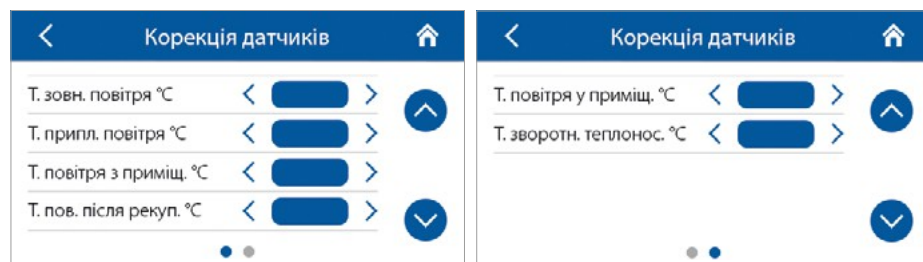 Корекція датчиків
Т. зовн. повітря °C
Т. припл. повітря °C
Т. повітря з приміщ. °C
Т. пов. після рекуп. °C
Корекція датчиків
Т. повітря у приміщ. °C
Т. зворотн. теплонос. °C